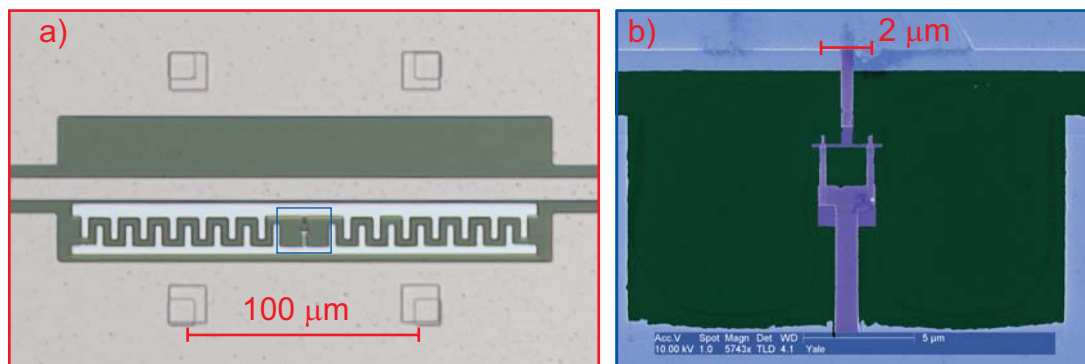 a)
100 μm
b)
2 μm
Acc.V Spot Magn Det WD 5 μm
10.00 kV 1.0 5743x TLD 4.1 Yale